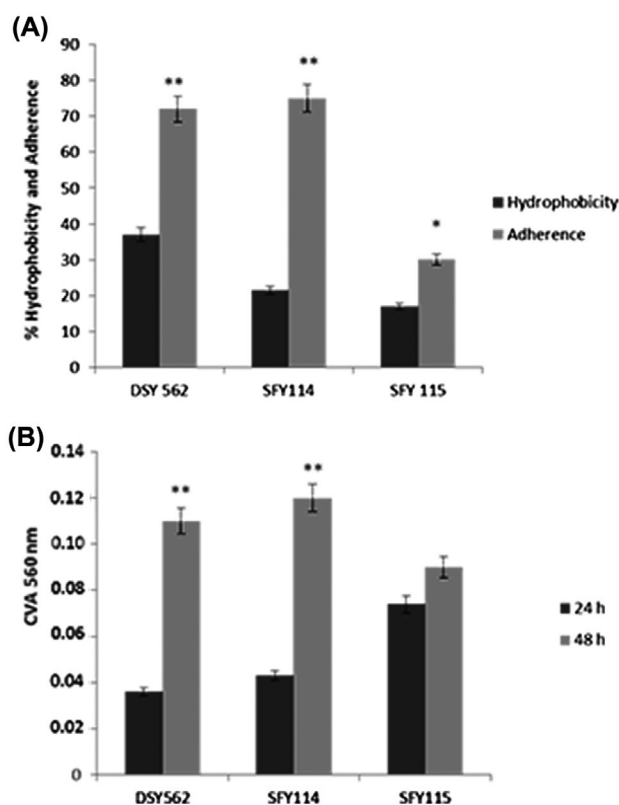 (A)
% Hydrophobicity and Adherence
90
80
70
60
50
40
30
20
10
0
**
**
*
DSY 562
SFY114
SFY 115
Hydrophobicity
Adherence
(B)
CVA 560nm
0.14
0.12
0.10
0.08
0.06
0.04
0.02
0
**
**
DSY562
SFY114
SFY115
24 h
48 h